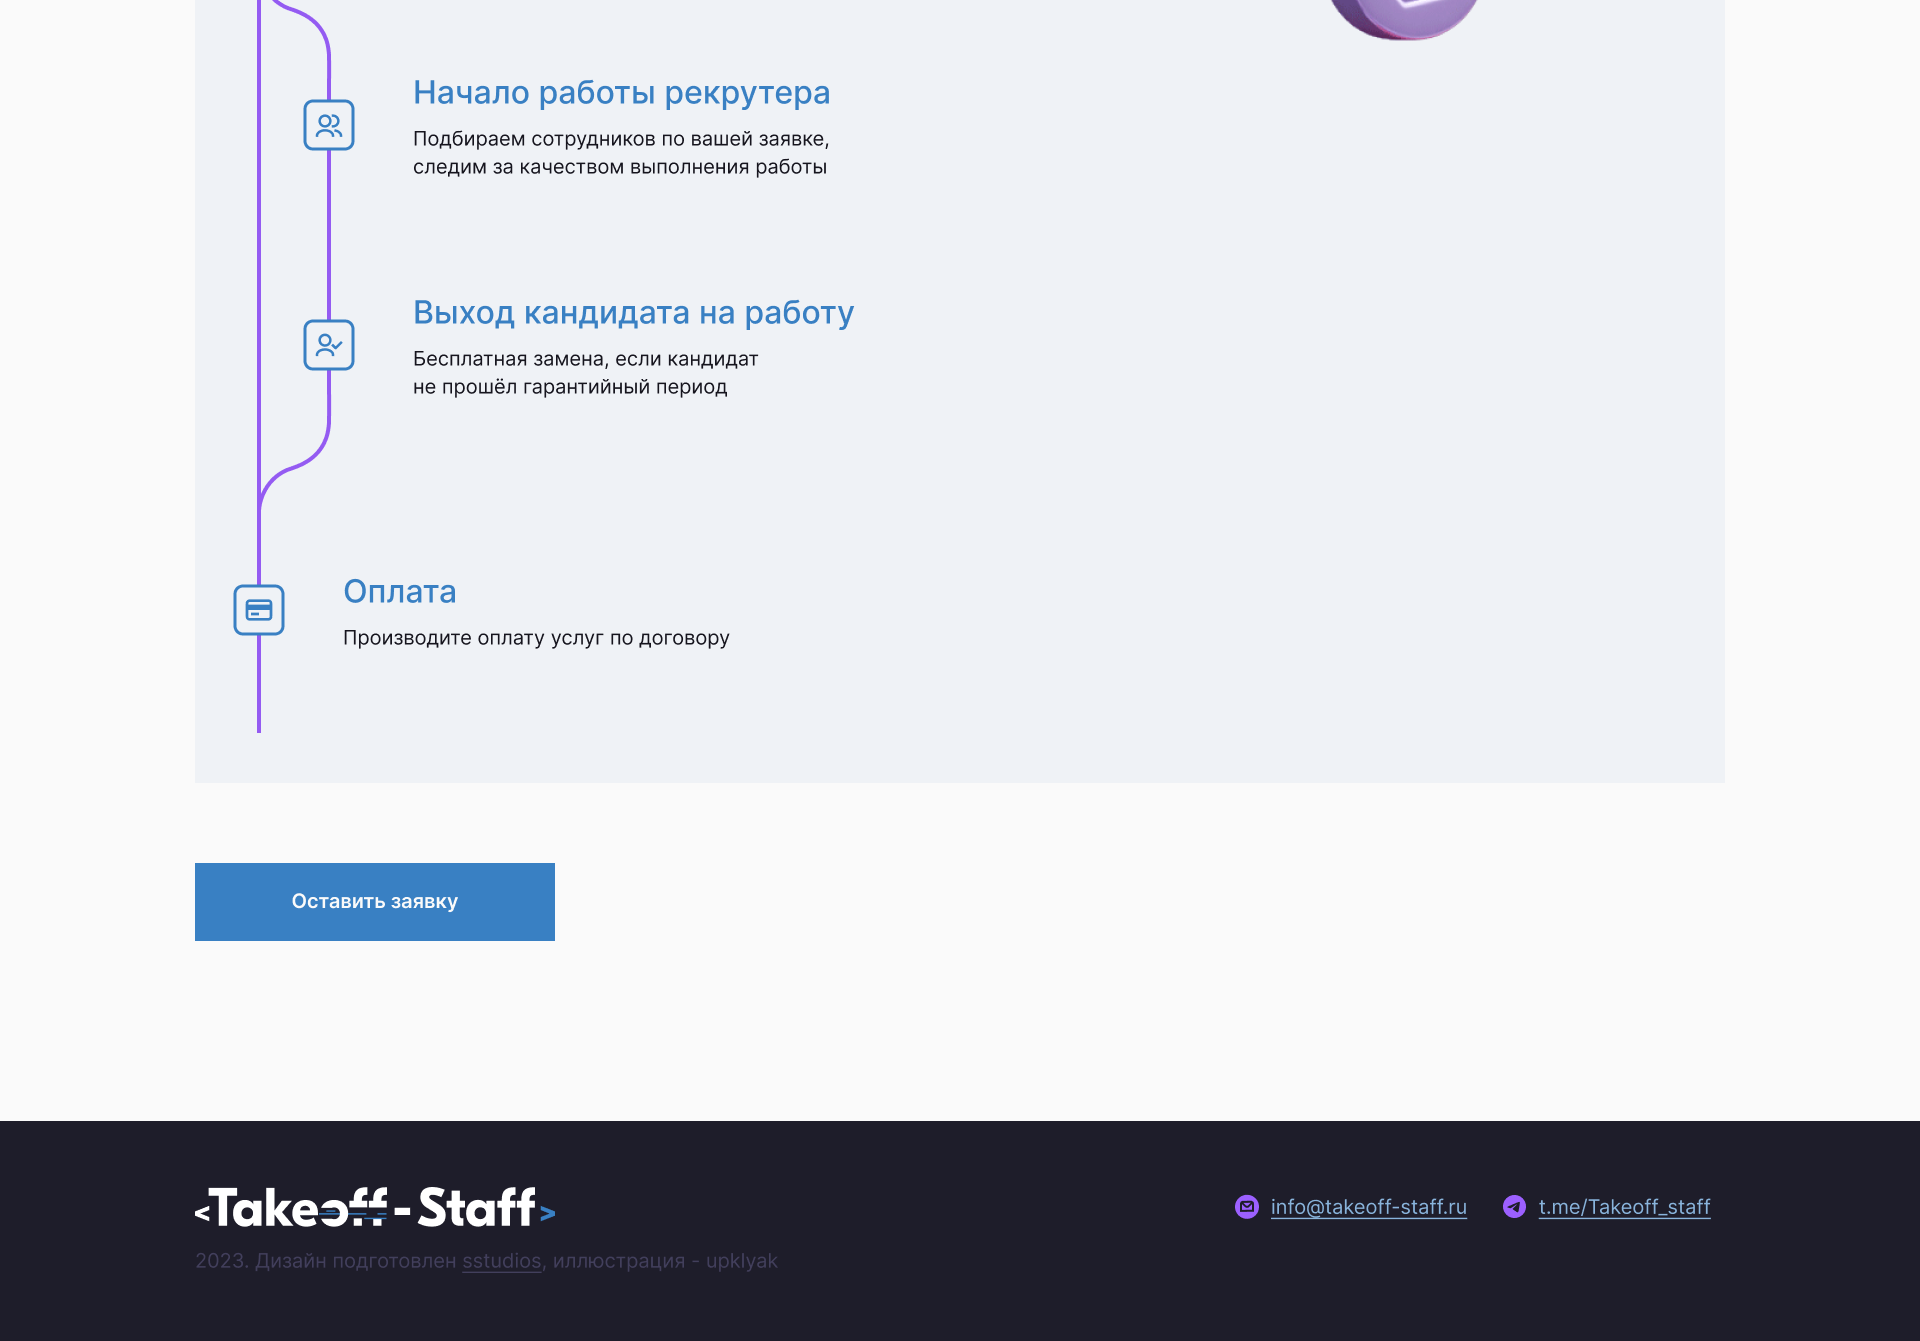 Начало работы рекрутера
Подбираем сотрудников по вашей заявке,
следим за качеством выполнения работы
Выход кандидата на работу
Бесплатная замена, если кандидат
не прошёл гарантийный период
Оплата
Производите оплату услуг по договору
Оставить заявку
<Takeoff-Staff>
info@takeoff-staff.ru
t.me/Takeoff_staff
2023. Дизайн подготовлен sstudios, иллюстрация - upklyak